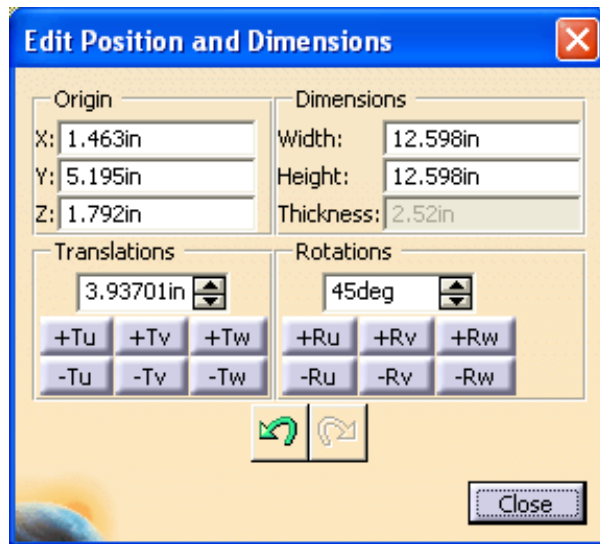 Edit Position and Dimensions
Origin
Dimensions
X: 1.463in
Width: 12.598in
Y: 5.195in
Height: 12.598in
Z: 1.792in
Thickness: 2.52in
Translations
Rotations
3.93701in
45deg
+Tu +Tv +Tw
+Ru +Rv +Rw
-Tu -Tv -Tw
-Ru -Rv -Rw
Close